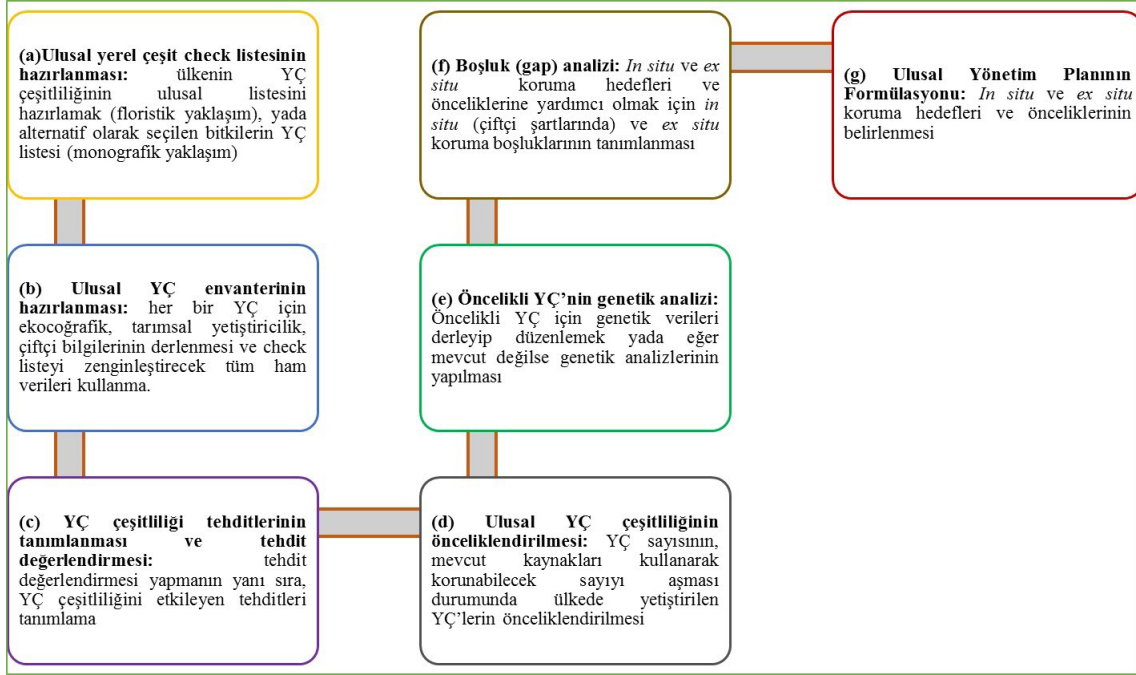 (a)Ulusal yerel çeşit check listesinin
hazırlanması: ülkenin YÇ
çeşitliliğinin ulusal listesini
hazırlamak (floristik yaklaşım), yada
alternatif olarak seçilen bitkilerin YÇ
listesi (monografik yaklaşım)
(b) Ulusal YÇ envanterinin
hazırlanması: her bir YÇ için
ekocoğrafik, tarımsal yetiştiricilik,
çiftçi bilgilerinin derlenmesi ve check
listeyi zenginleştirecek tüm ham
verileri kullanma.
(c) YÇ çeşitliliği tehditlerinin
tanımlanması ve tehdit
değerlendirmesi: tehdit
değerlendirmesi yapmanın yanı sıra,
YÇ çeşitliliğini etkileyen tehditleri
tanımlama
(d) Ulusal YÇ çeşitliliğinin
önceliklendirilmesi: YÇ sayısının,
mevcut kaynakları kullanarak
korunabilecek sayıyı aşması
durumunda ülkede yetiştirilen
YÇ’lerin önceliklendirilmesi
(e) Öncelikli YÇ’nin genetik analizi:
Öncelikli YÇ için genetik verileri
derleyip düzenlemek yada eğer
mevcut değilse genetik analizlerinin
yapılması
(f) Boşluk (gap) analizi: In situ ve ex
situ koruma hedefleri ve
önceliklerine yardımcı olmak için in
situ (çiftçi şartlarında) ve ex situ
koruma boşluklarının tanımlanması
(g) Ulusal Yönetim Planının
Formülasyonu: In situ ve ex situ
koruma hedefleri ve önceliklerinin
belirlenmesi